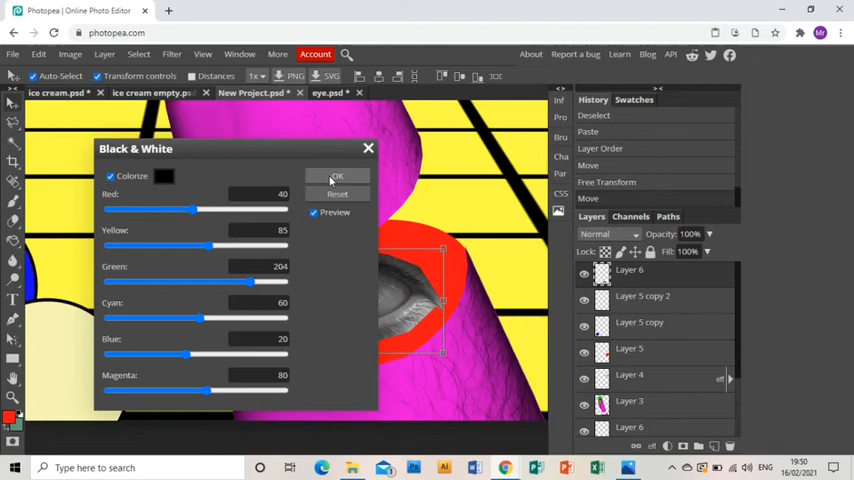 Photopea | Online Photo Editor
photopea.com
Mr
File Edit Image Layer Select Filter View Window More Account
About Report a bug Learn Blog API
Auto-Select Transform controls Distances 1x PNG SVG
ice cream.psd * ice cream empty.psd New Project.psd * eye.psd *
Black & White
Colorize OK
Red: 40
Reset
Preview
Yellow: 85
Green: 204
Cyan: 60
Blue: 20
Magenta: 80
Inf
Pro
Bru
Cha
Par
CSS
History Swatches
Deselect
Paste
Layer Order
Move
Free Transform
Move
Layers Channels Paths
Normal Opacity: 100%
Lock: Fill: 100%
Layer 6
Layer 5 copy 2
Layer 5 copy
Layer 5
Layer 4
eff
Layer 3
Layer 6
eff
Type here to search
ENG
19:50
16/02/2021